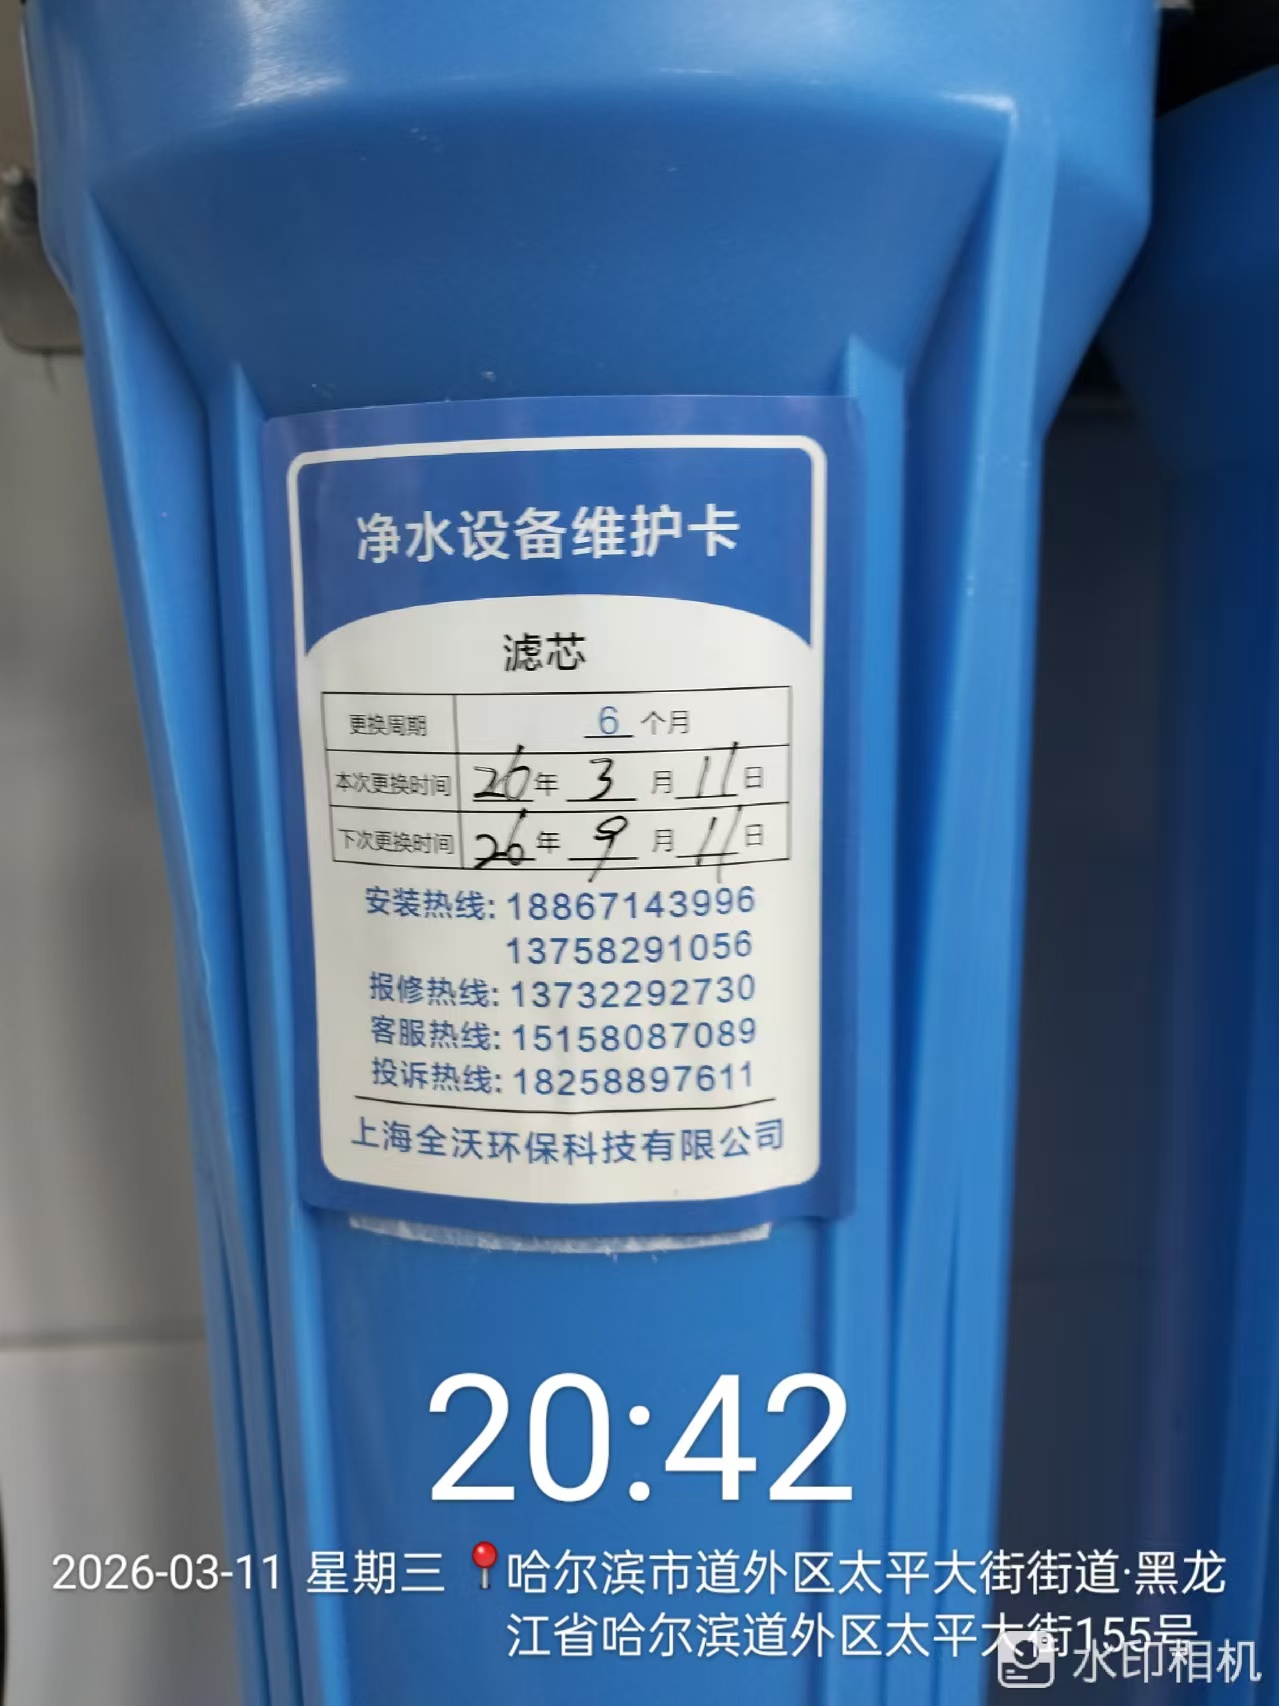 净水设备维护卡
滤芯
更换周期 6 个月
本次更换时间 26年 3 月 11日
下次更换时间 26年 9 月 11日
安装热线: 18867143996
13758291056
报修热线: 13732292730
客服热线: 15158087089
投诉热线: 18258897611
上海全沃环保科技有限公司
20:42
2026-03-11 星期三 哈尔滨市道外区太平大街街道·黑龙
江省哈尔滨道外区太平大街155号
水印相机